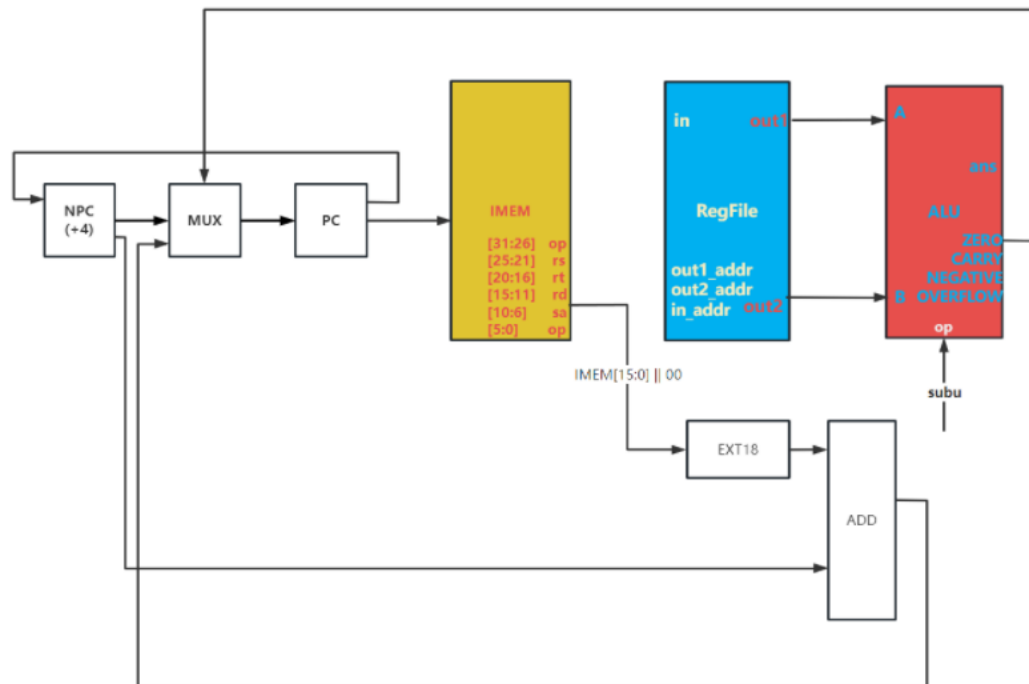 NPC
(+4)
MUX
PC
IMEM
[31:26] op
[25:21] rs
[20:16] rt
[15:11] rd
[10:6] sa
[5:0] op
in out1
RegFile
out1_addr
out2_addr
in_addr out2
A
ans
ALU
ZERO
CARRY
NEGATIVE
B OVERFLOW
op
subu
IMEM[15:0] || 00
EXT18
ADD